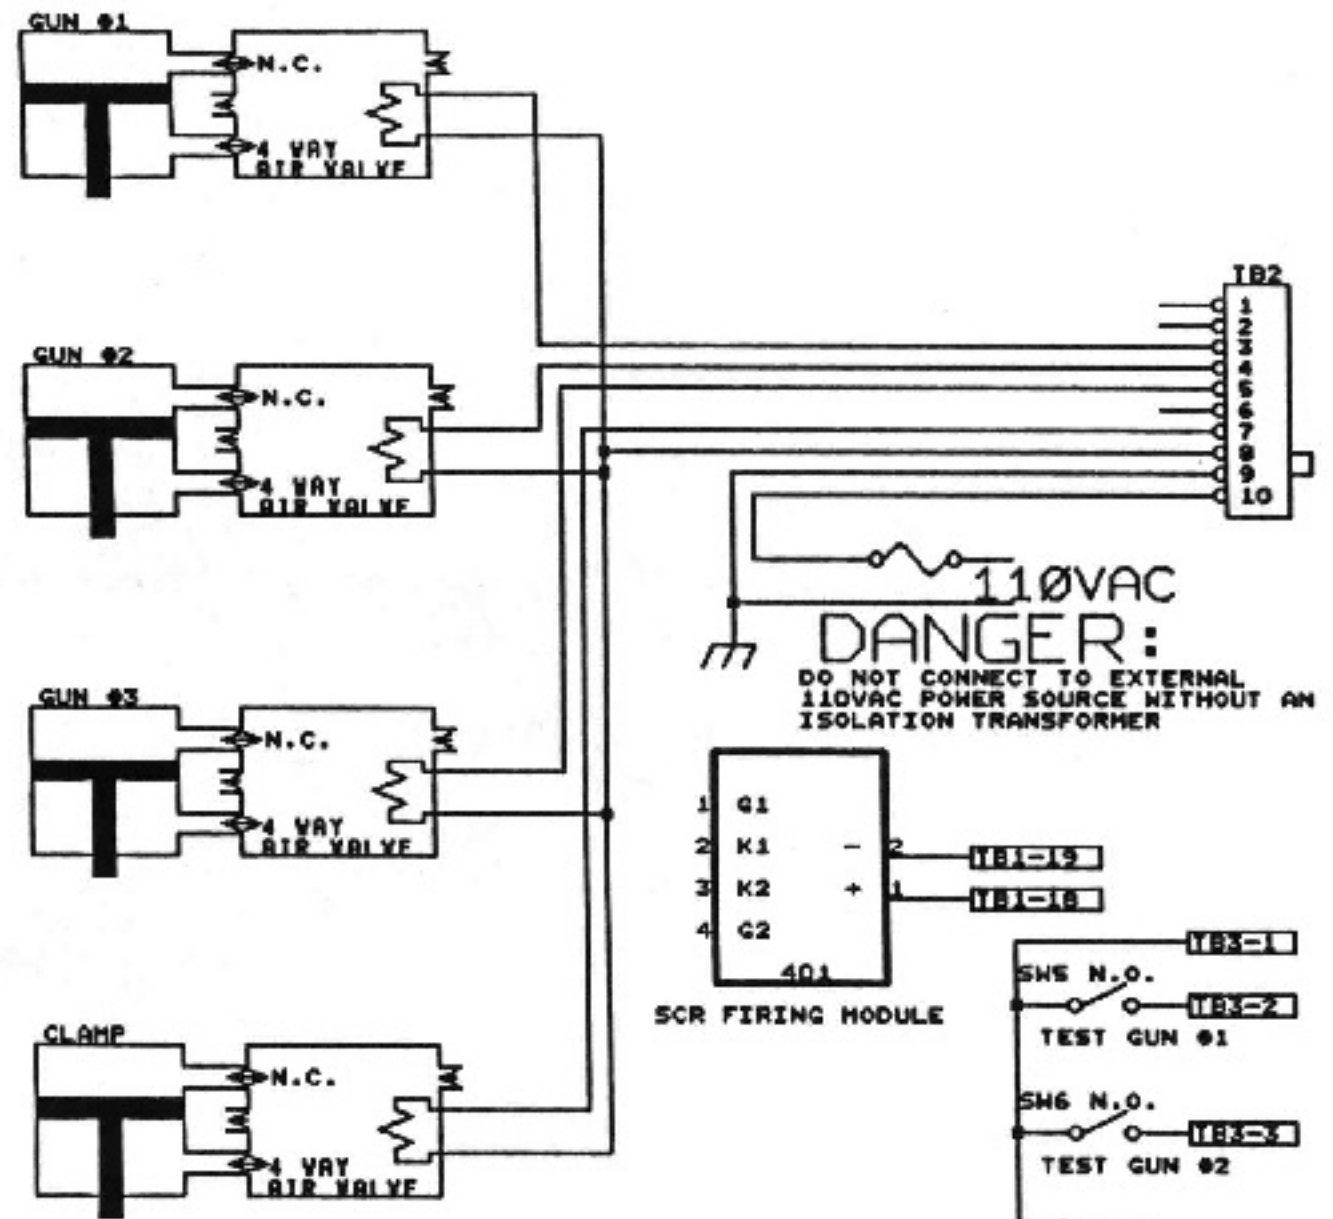 GUN #1
N.C.
4 WAY
AIR VALVE
TB2
1
2
3
4
5
6
7
8
9
10
GUN #2
N.C.
4 WAY
AIR VALVE
110VAC
DANGER:
DO NOT CONNECT TO EXTERNAL
110VAC POWER SOURCE WITHOUT AN
ISOLATION TRANSFORMER
GUN #3
N.C.
4 WAY
AIR VALVE
1 G1
2 K1 - 2
3 K2 + 1
4 G2
401
SCR FIRING MODULE
TB1-19
TB1-18
TB3-1
SW5 N.O.
TB3-2
TEST GUN #1
SW6 N.O.
TB3-3
TEST GUN #2
CLAMP
N.C.
4 WAY
AIR VALVE